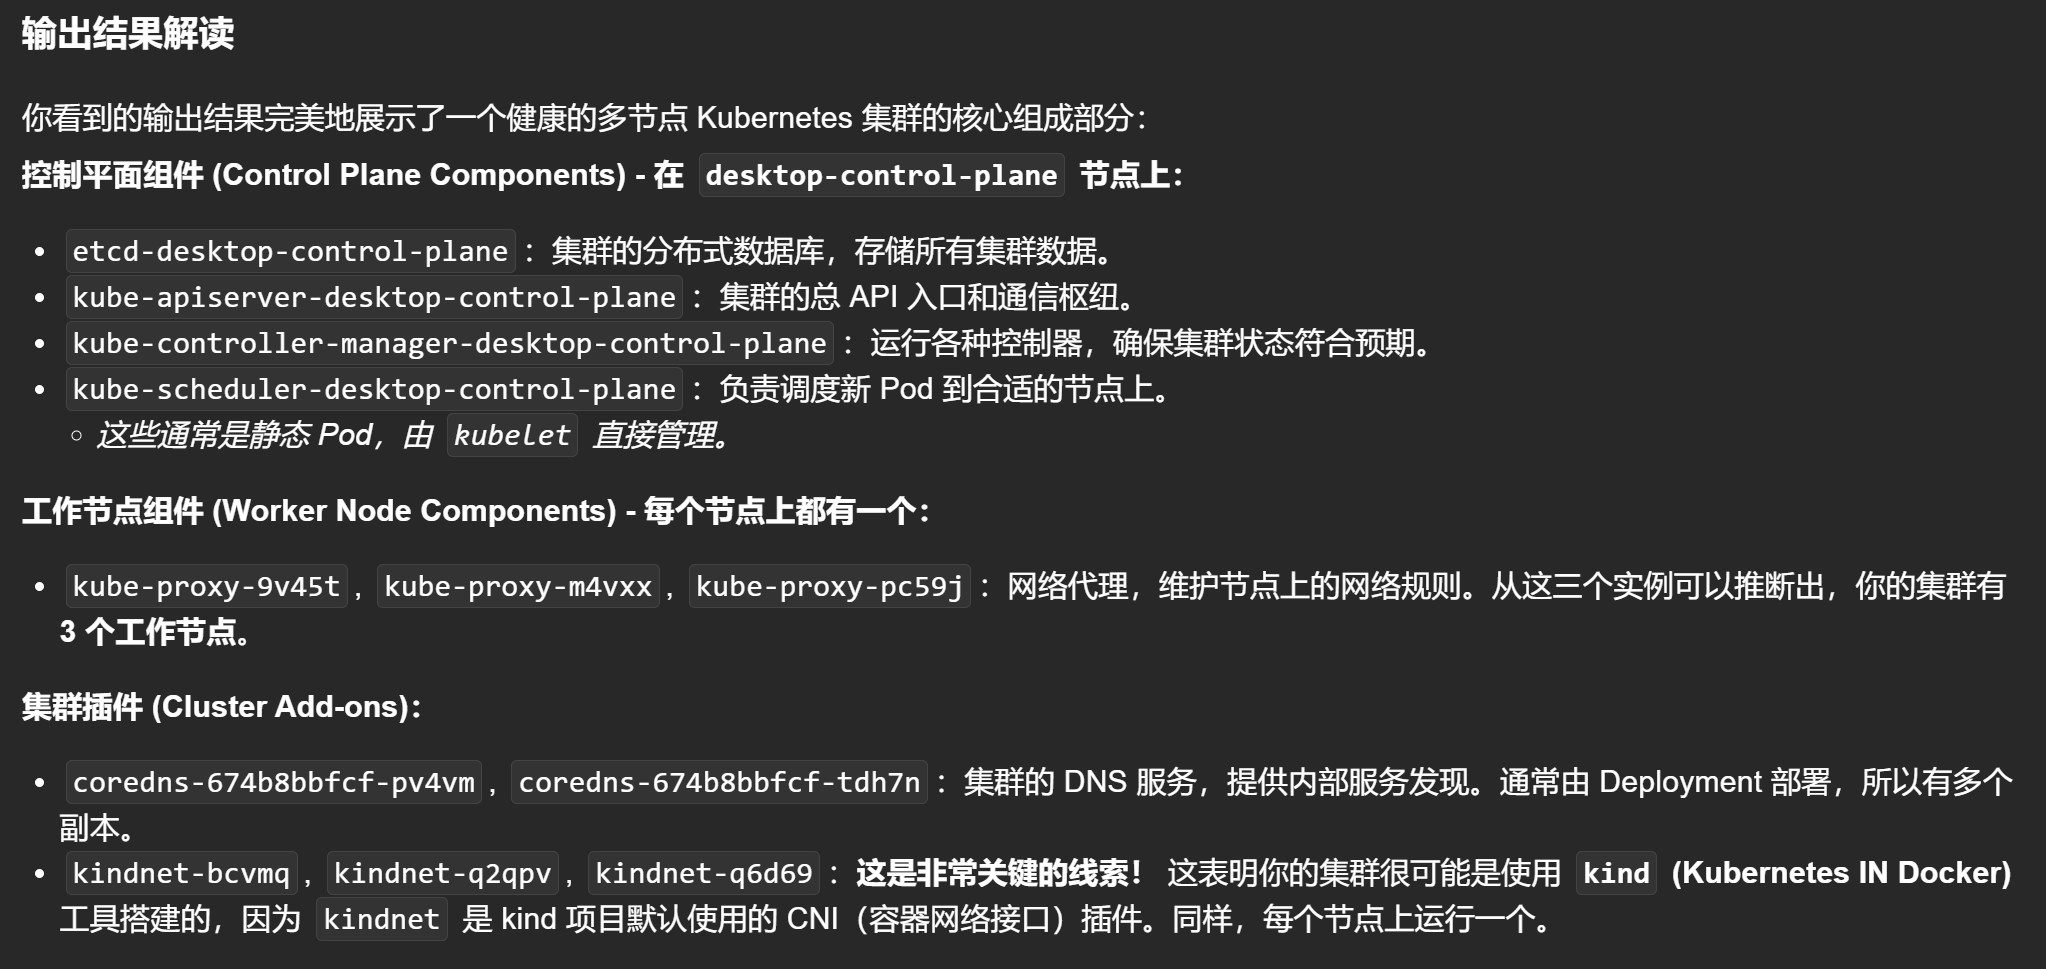 输出结果解读
你看到的输出结果完美地展示了一个健康的多节点 Kubernetes 集群的核心组成部分：
控制平面组件 (Control Plane Components) - 在 desktop-control-plane 节点上：
• etcd-desktop-control-plane ：集群的分布式数据库，存储所有集群数据。
• kube-apiserver-desktop-control-plane ：集群的总 API 入口和通信枢纽。
• kube-controller-manager-desktop-control-plane ：运行各种控制器，确保集群状态符合预期。
• kube-scheduler-desktop-control-plane ：负责调度新 Pod 到合适的节点上。
◦ 这些通常是静态 Pod，由 kubelet 直接管理。
工作节点组件 (Worker Node Components) - 每个节点上都有一个：
• kube-proxy-9v45t , kube-proxy-m4vxx , kube-proxy-pc59j ：网络代理，维护节点上的网络规则。从这三个实例可以推断出，你的集群有
3 个工作节点。
集群插件 (Cluster Add-ons)：
• coredns-674b8bbfcf-pv4vm , coredns-674b8bbfcf-tdh7n ：集群的 DNS 服务，提供内部服务发现。通常由 Deployment 部署，所以有多个
副本。
• kindnet-bcvmq , kindnet-q2qpv , kindnet-q6d69 ：这是非常关键的线索！ 这表明你的集群很可能是使用 kind (Kubernetes IN Docker)
工具搭建的，因为 kindnet 是 kind 项目默认使用的 CNI（容器网络接口）插件。同样，每个节点上运行一个。